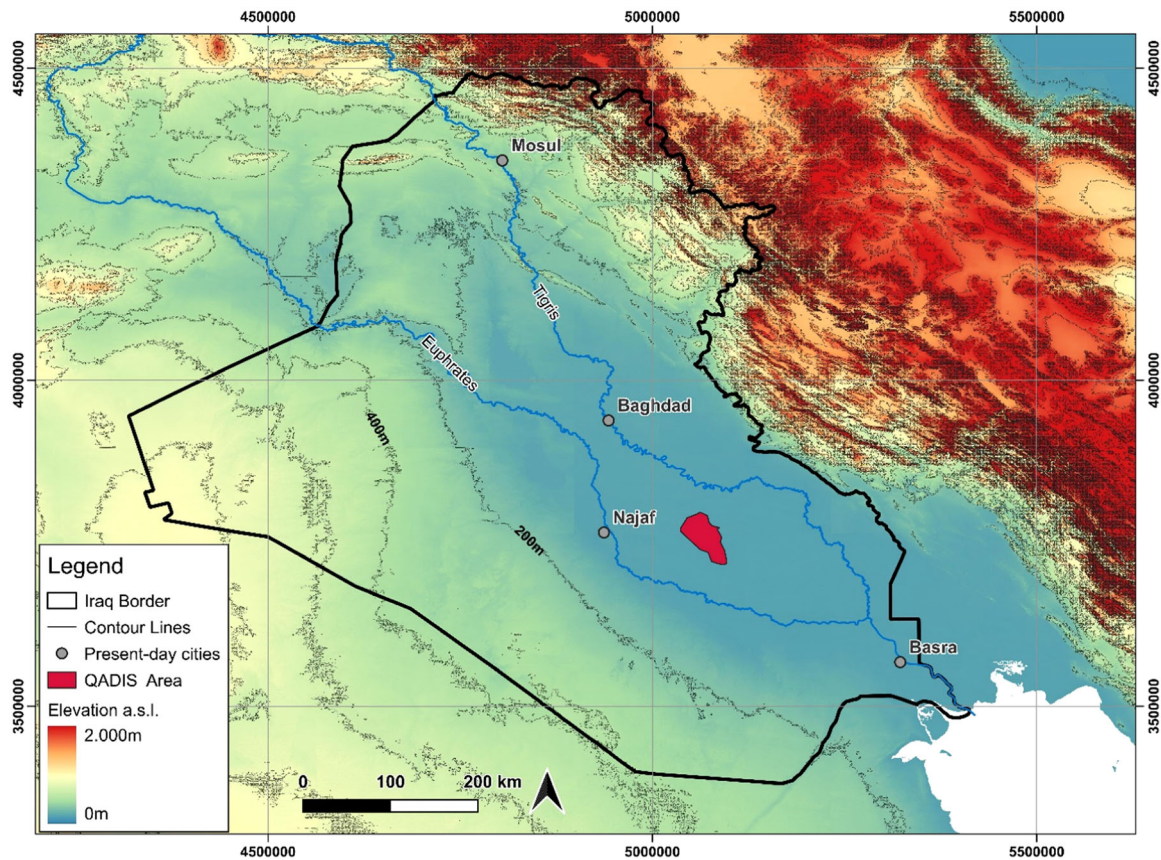 4500000 5000000 5500000
4500000 4500000
Mosul
Tigris
Euphrates
4000000 4000000
Baghdad
400m
Najaf
200m
Legend
Iraq Border
Contour Lines
Present-day cities
QADIS Area
Elevation a.s.l.
2.000m
0m
Basra
3500000 3500000
0 100 200 km
4500000 5000000 5500000